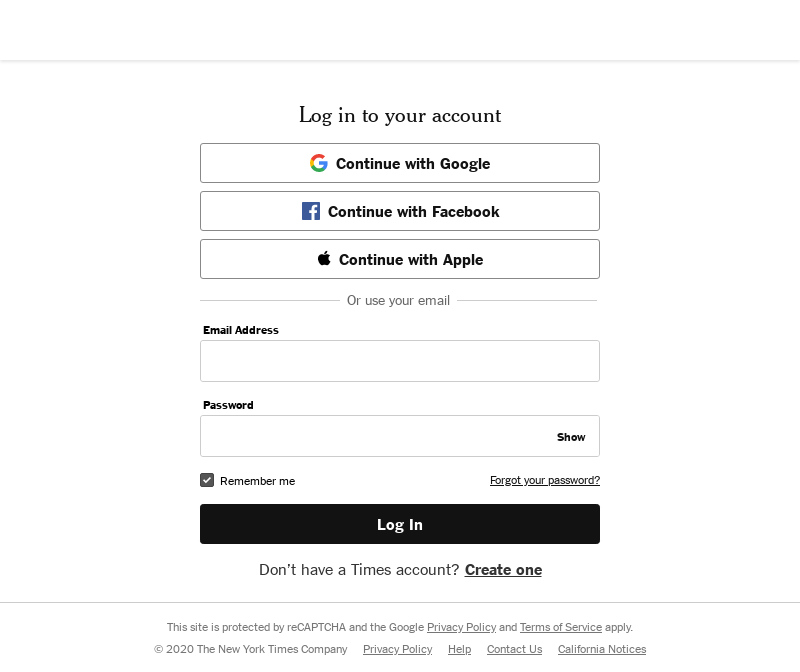 Log in to your account
Continue with Google
Continue with Facebook
Continue with Apple
Or use your email
Email Address
Password
Show
Remember me Forgot your password?
Log In
Don't have a Times account? Create one
This site is protected by reCAPTCHA and the Google Privacy Policy and Terms of Service apply.
© 2020 The New York Times Company Privacy Policy Help Contact Us California Notices